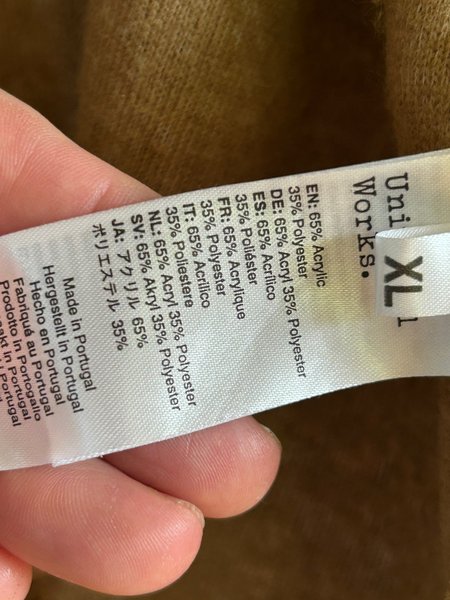 Uni l
Works.
XL
EN: 65% Acrylic
35% Polyester
DE: 65% Acryl 35% Polyester
ES: 65% Acrílico
35% Poliéster
FR: 65% Acrylique
35% Polyester
IT: 65% Acrilico
35% Poliestere
NL: 65% Acryl 35% Polyester
SV: 65% Akryl 35% Polyester
JA: アクリル 65%
ポリエステル 35%
Made in Portugal
Hergestellt in Portugal
Hecho en Portugal
Fabriqué au Portugal
Prodotto in Portogallo
in Portugal
Portugal